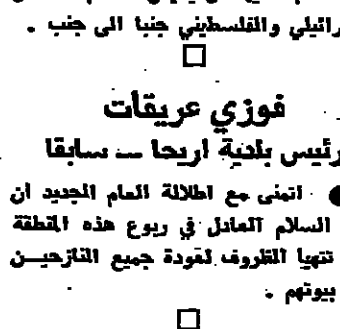 رائيلي والفلسطيني جنبا الى جنب .
فوزي عريقات
رئيس بلدية اريحا — سابقا
● اتمنى مع اطلالة العام الجديد ان
السلام العادل في ربوع هذه المنطقة
تتهيا الظروف لعودة جميع النازحين
بيوتهم .